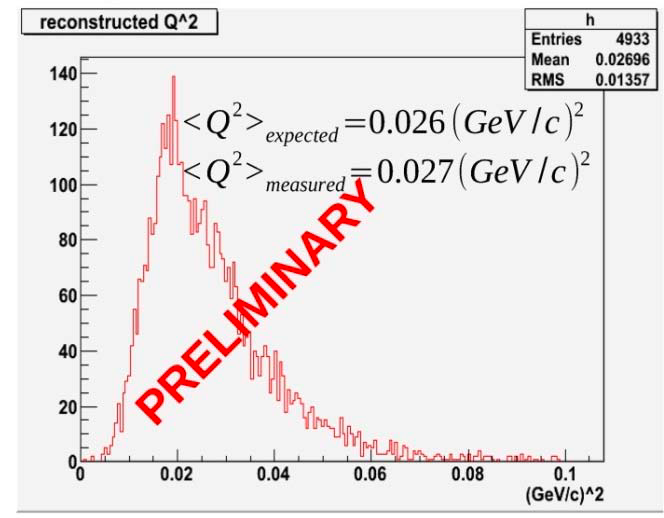 reconstructed Q^2
h
Entries 4933
Mean 0.02696
RMS 0.01357
<Q²>expected=0.026(GeV/c)²
<Q²>measured=0.027(GeV/c)²
PRELIMINARY
140
120
100
80
60
40
20
0
0 0.02 0.04 0.06 0.08 0.1
(GeV/c)^2